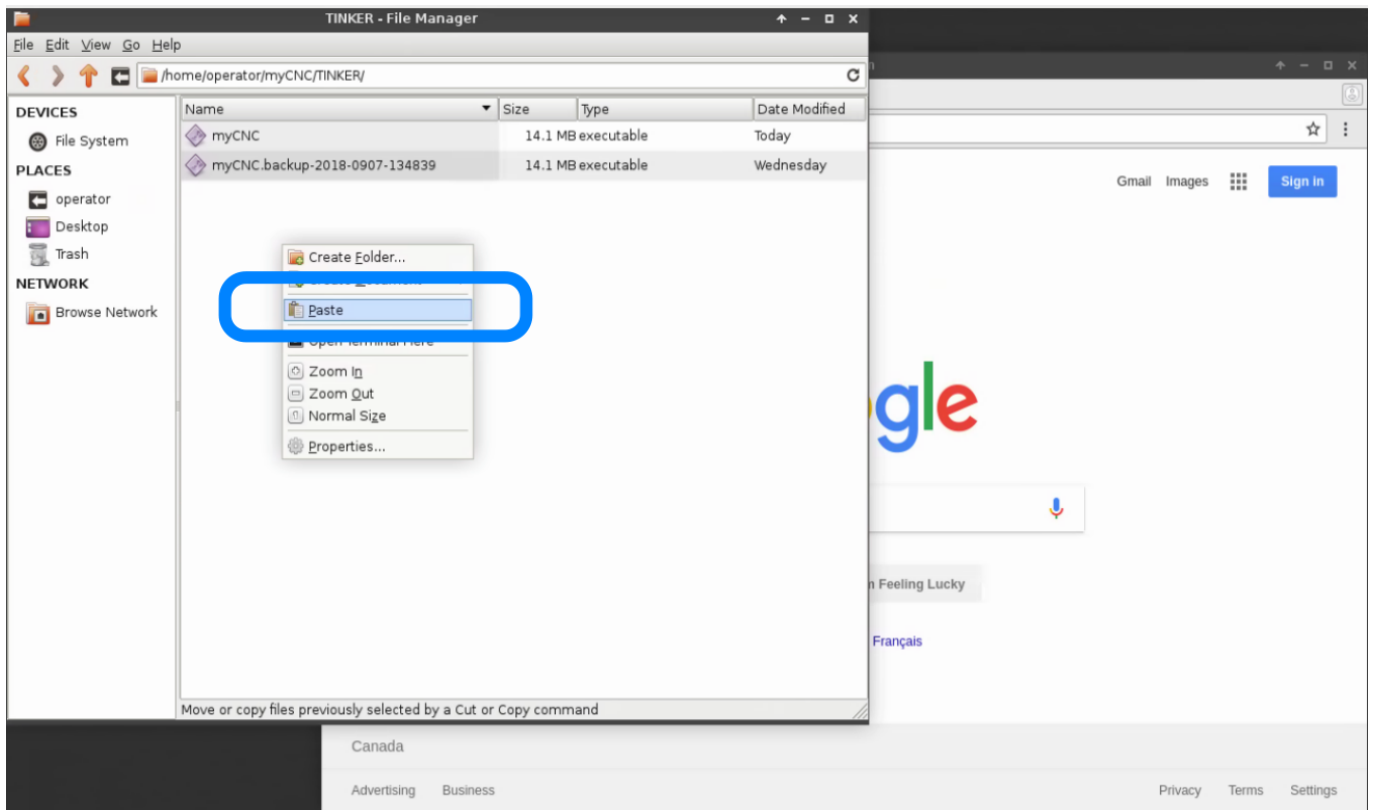 TINKER - File Manager
File Edit View Go Help
/home/operator/myCNC/TINKER/
DEVICES
File System
PLACES
operator
Desktop
Trash
NETWORK
Browse Network
Name Size Type Date Modified
myCNC 14.1 MB executable Today
myCNC.backup-2018-0907-134839 14.1 MB executable Wednesday
Create Folder...
Paste
Open Terminal Here
Zoom In
Zoom Out
Normal Size
Properties...
Move or copy files previously selected by a Cut or Copy command
Gmail Images Sign in
gle
Feeling Lucky
Français
Canada
Advertising Business Privacy Terms Settings